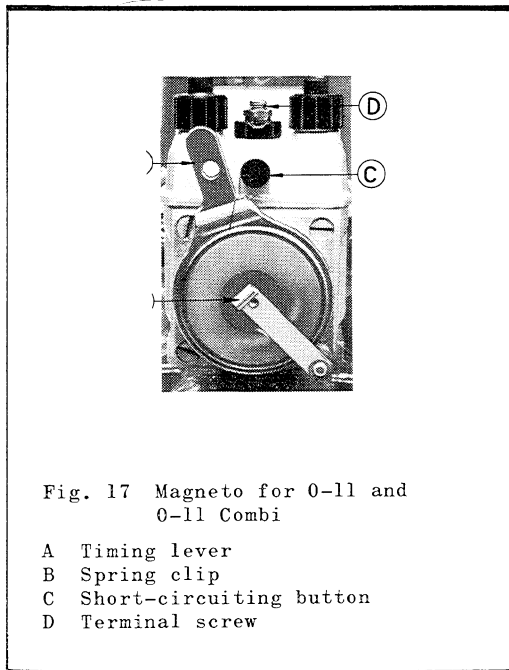 D
C
Fig. 17 Magneto for O-11 and
O-11 Combi
A Timing lever
B Spring clip
C Short-circuiting button
D Terminal screw